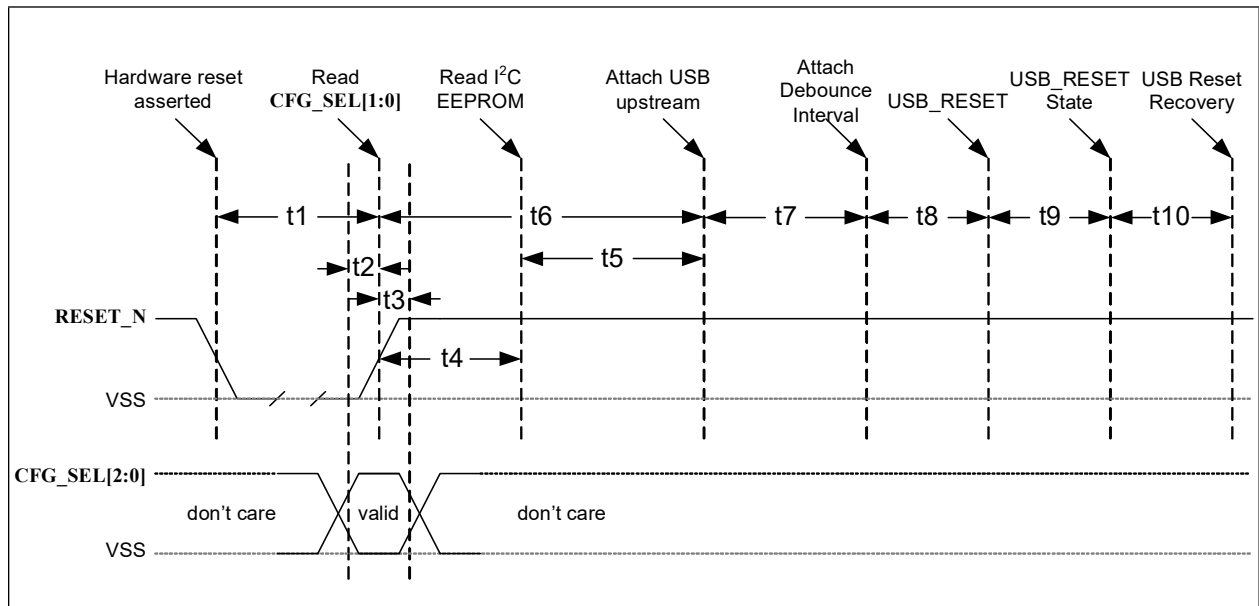 Hardware reset
asserted
Read
CFG_SEL[1:0]
Read I²C
EEPROM
Attach USB
upstream
Attach
Debounce
Interval
USB_RESET
USB_RESET
State
USB Reset
Recovery
t1
t6
t7
t8
t9
t10
t2
t5
t3
RESET_N
t4
VSS
CFG_SEL[2:0]
don't care
valid
don't care
VSS